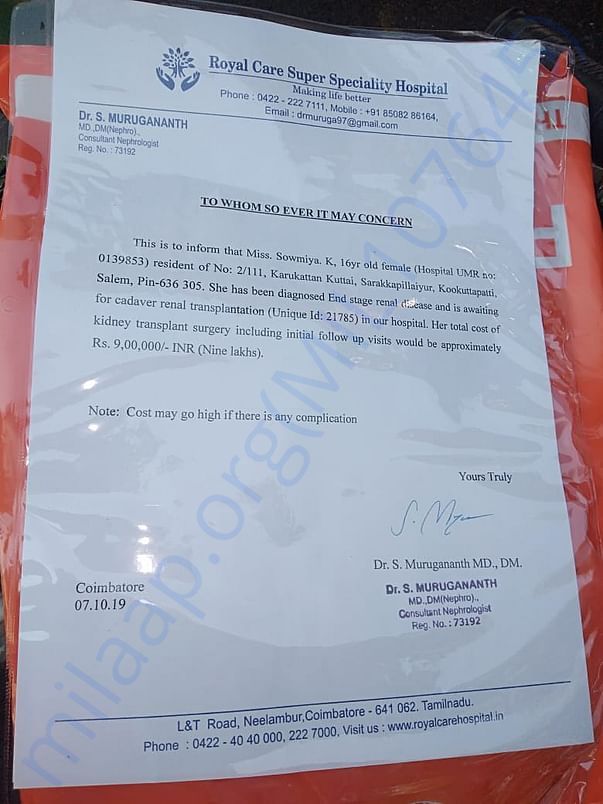 Royal Care Super Speciality Hospital
Making life better
Phone : 0422 - 222 7111, Mobile : +91 85082 86164,
Email : drmuruga97@gmail.com
Dr. S. MURUGANANTH
MD.,DM(Nephro).,
Consultant Nephrologist
Reg. No. : 73192
TO WHOM SO EVER IT MAY CONCERN
This is to inform that Miss. Sowmiya. K, 16yr old female (Hospital UMR no:
0139853) resident of No: 2/111, Karukattan Kuttai, Sarakkapillaiyur, Kookuttapatti,
Salem, Pin-636 305. She has been diagnosed End stage renal disease and is awaiting
for cadaver renal transplantation (Unique Id: 21785) in our hospital. Her total cost of
kidney transplant surgery including initial follow up visits would be approximately
Rs. 9,00,000/- INR (Nine lakhs).
Note: Cost may go high if there is any complication
Yours Truly
Dr. S. Murugananth MD., DM.
Dr. S. MURUGANANTH
MD.,DM(Nephro).,
Consultant Nephrologist
Reg. No. : 73192
Coimbatore
07.10.19
L&T Road, Neelambur,Coimbatore - 641 062. Tamilnadu.
Phone : 0422 - 40 40 000, 222 7000, Visit us : www.royalcarehospital.in